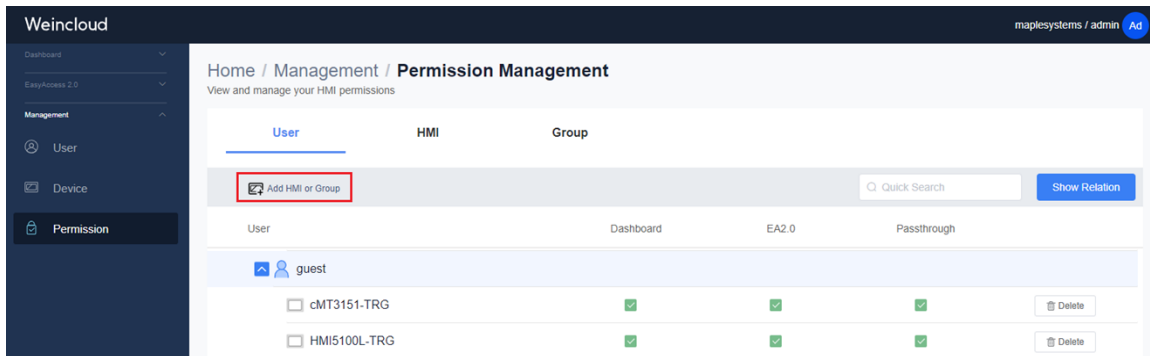 Weincloud
maplesystems / admin Ad
Dashboard
EasyAccess 2.0
Management
User
Device
Permission
Home / Management / Permission Management
View and manage your HMI permissions
User HMI Group
Add HMI or Group Quick Search Show Relation
User Dashboard EA2.0 Passthrough
guest
cMT3151-TRG Delete
HMI5100L-TRG Delete